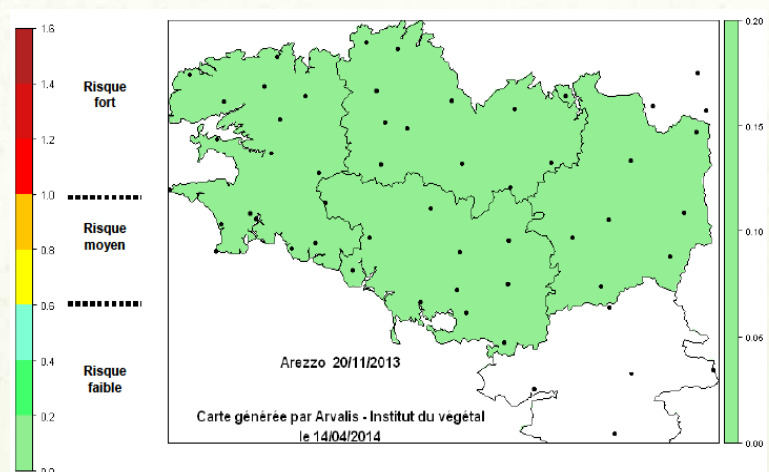 1.6
1.4
1.2
1.0
0.8
0.6
0.4
0.2
0.0
Risque
fort
Risque
moyen
Risque
faible
Arezzo 20/11/2013
Carte générée par Arvalis - Institut du végétal
le 14/04/2014
0.20
0.15
0.10
0.05
0.00